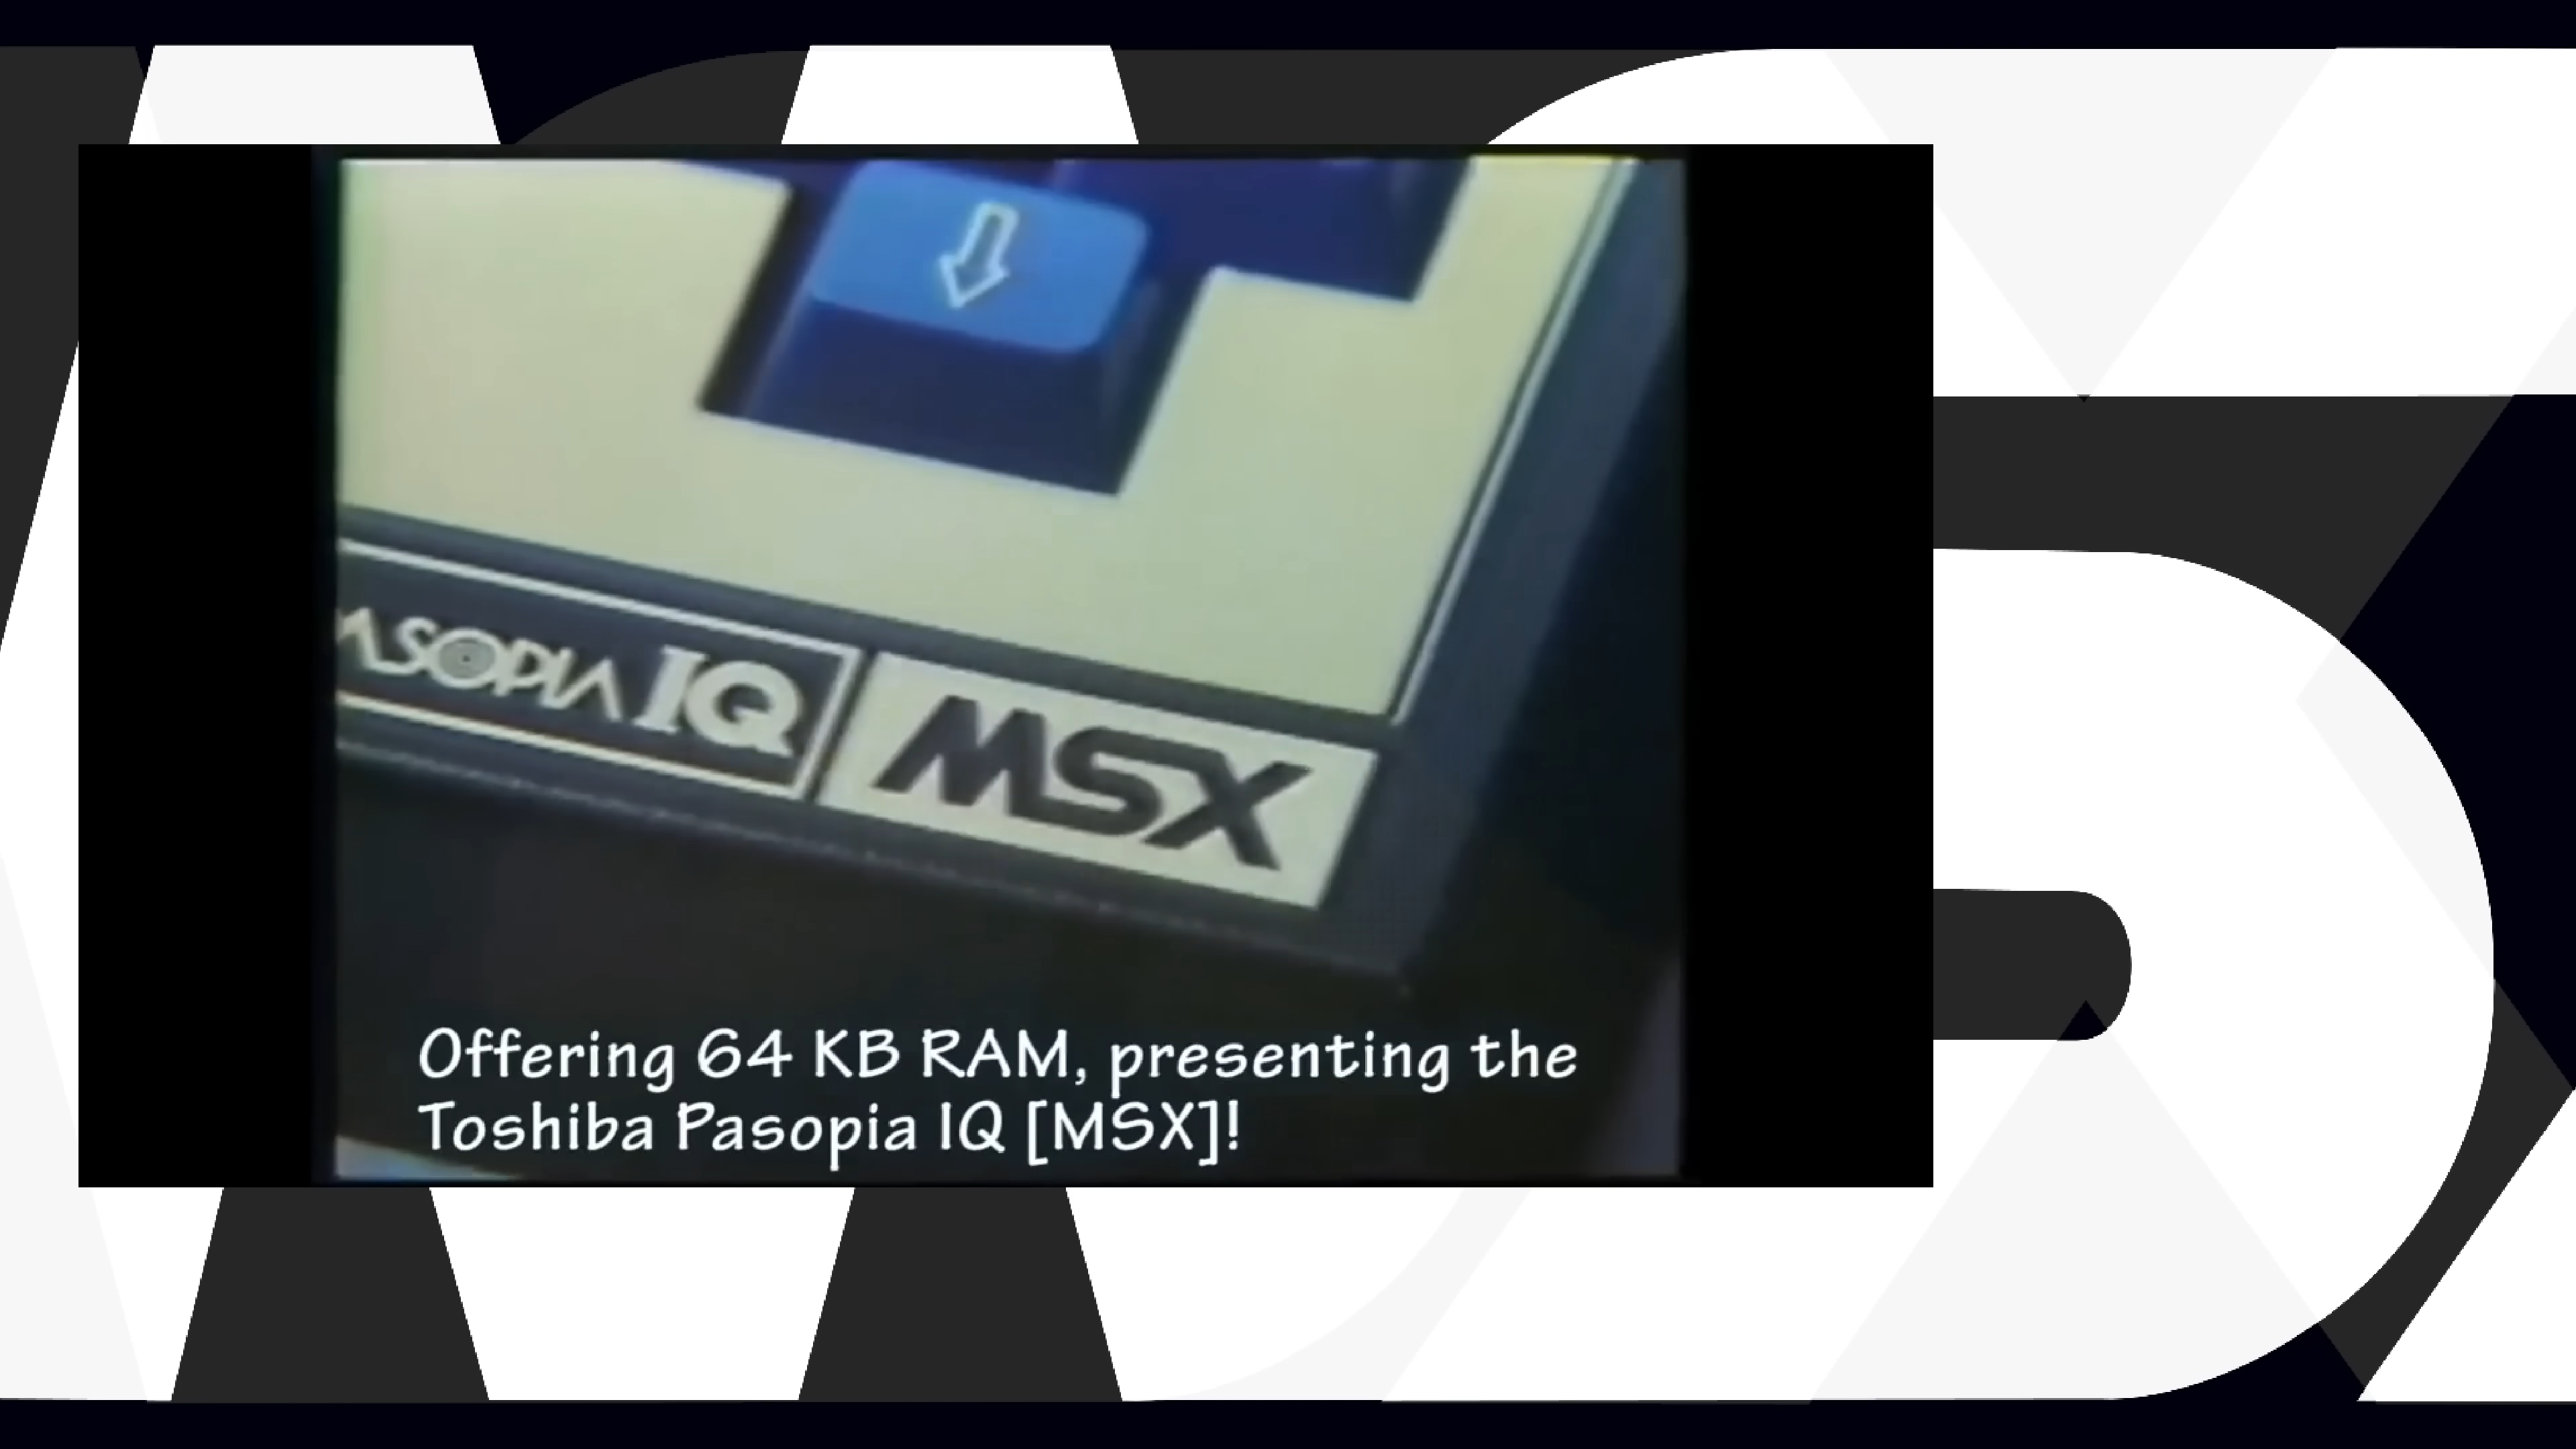 ASOPIA IQ MSX
Offering 64 KB RAM, presenting the
Toshiba Pasopia IQ [MSX]!